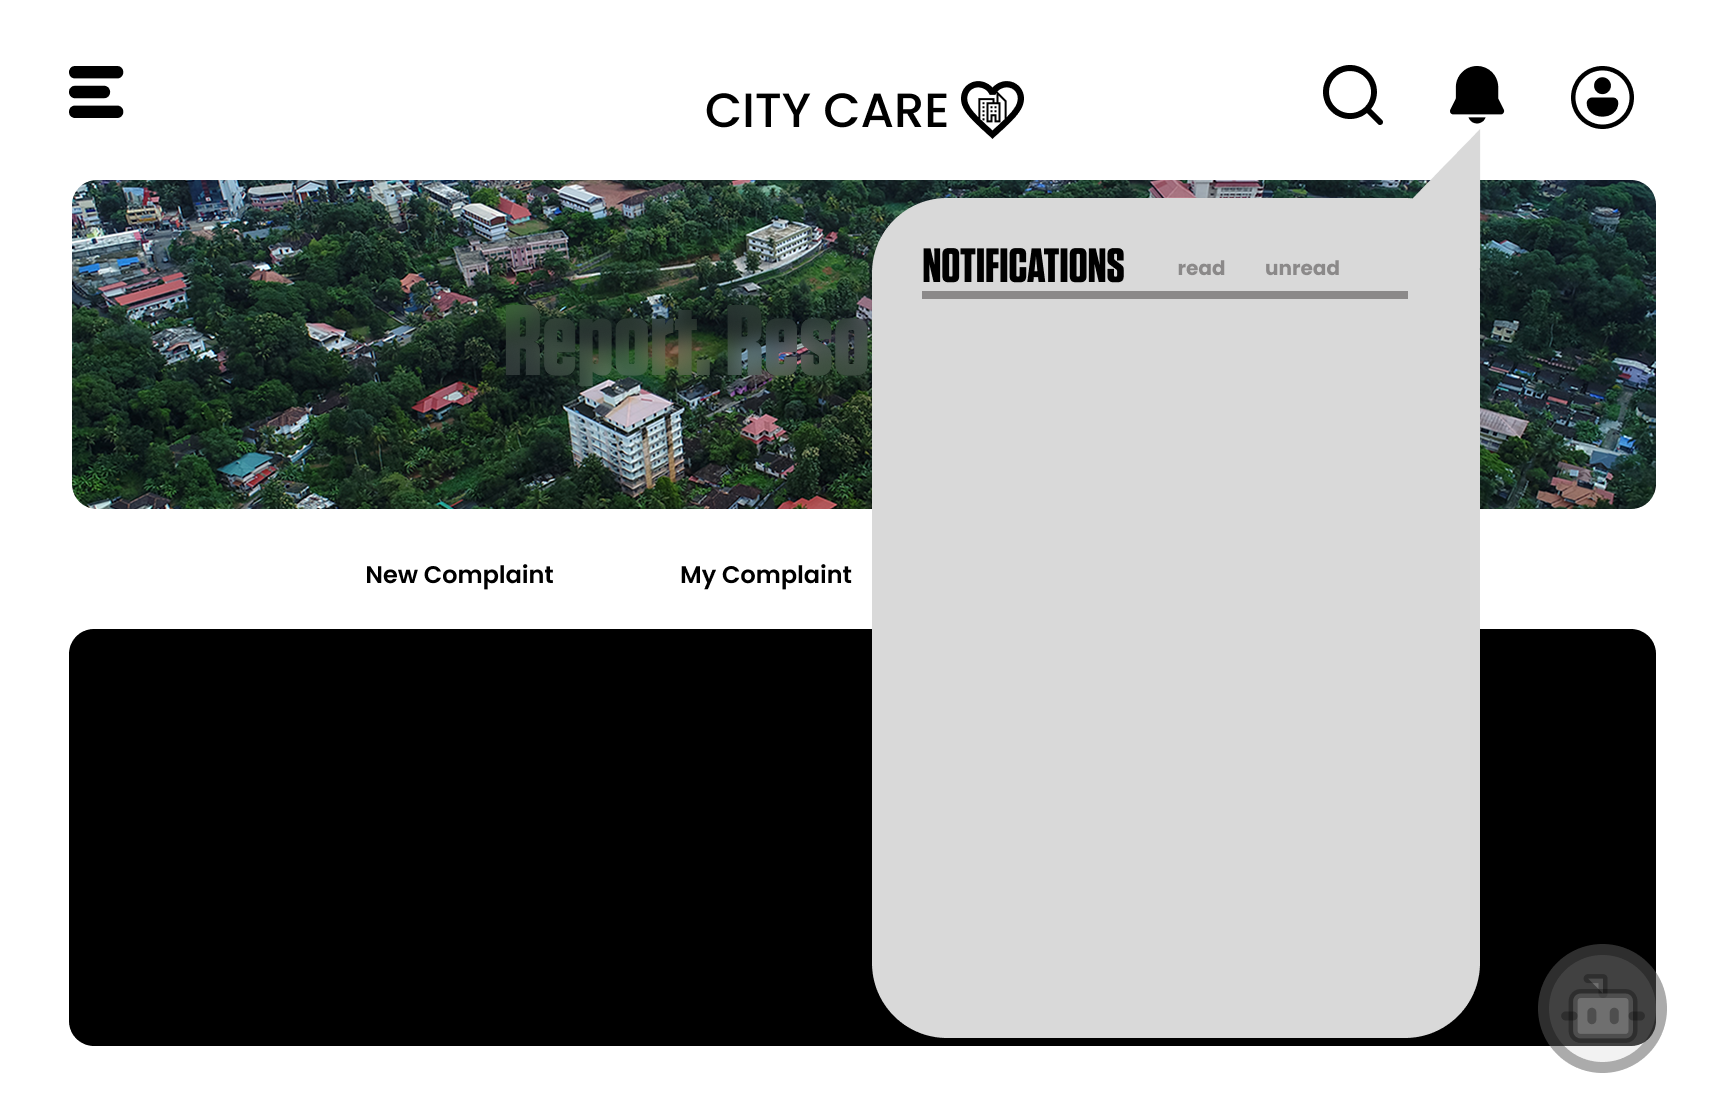 CITY CARE
NOTIFICATIONS read unread
Report. Reso
New Complaint My Complaint